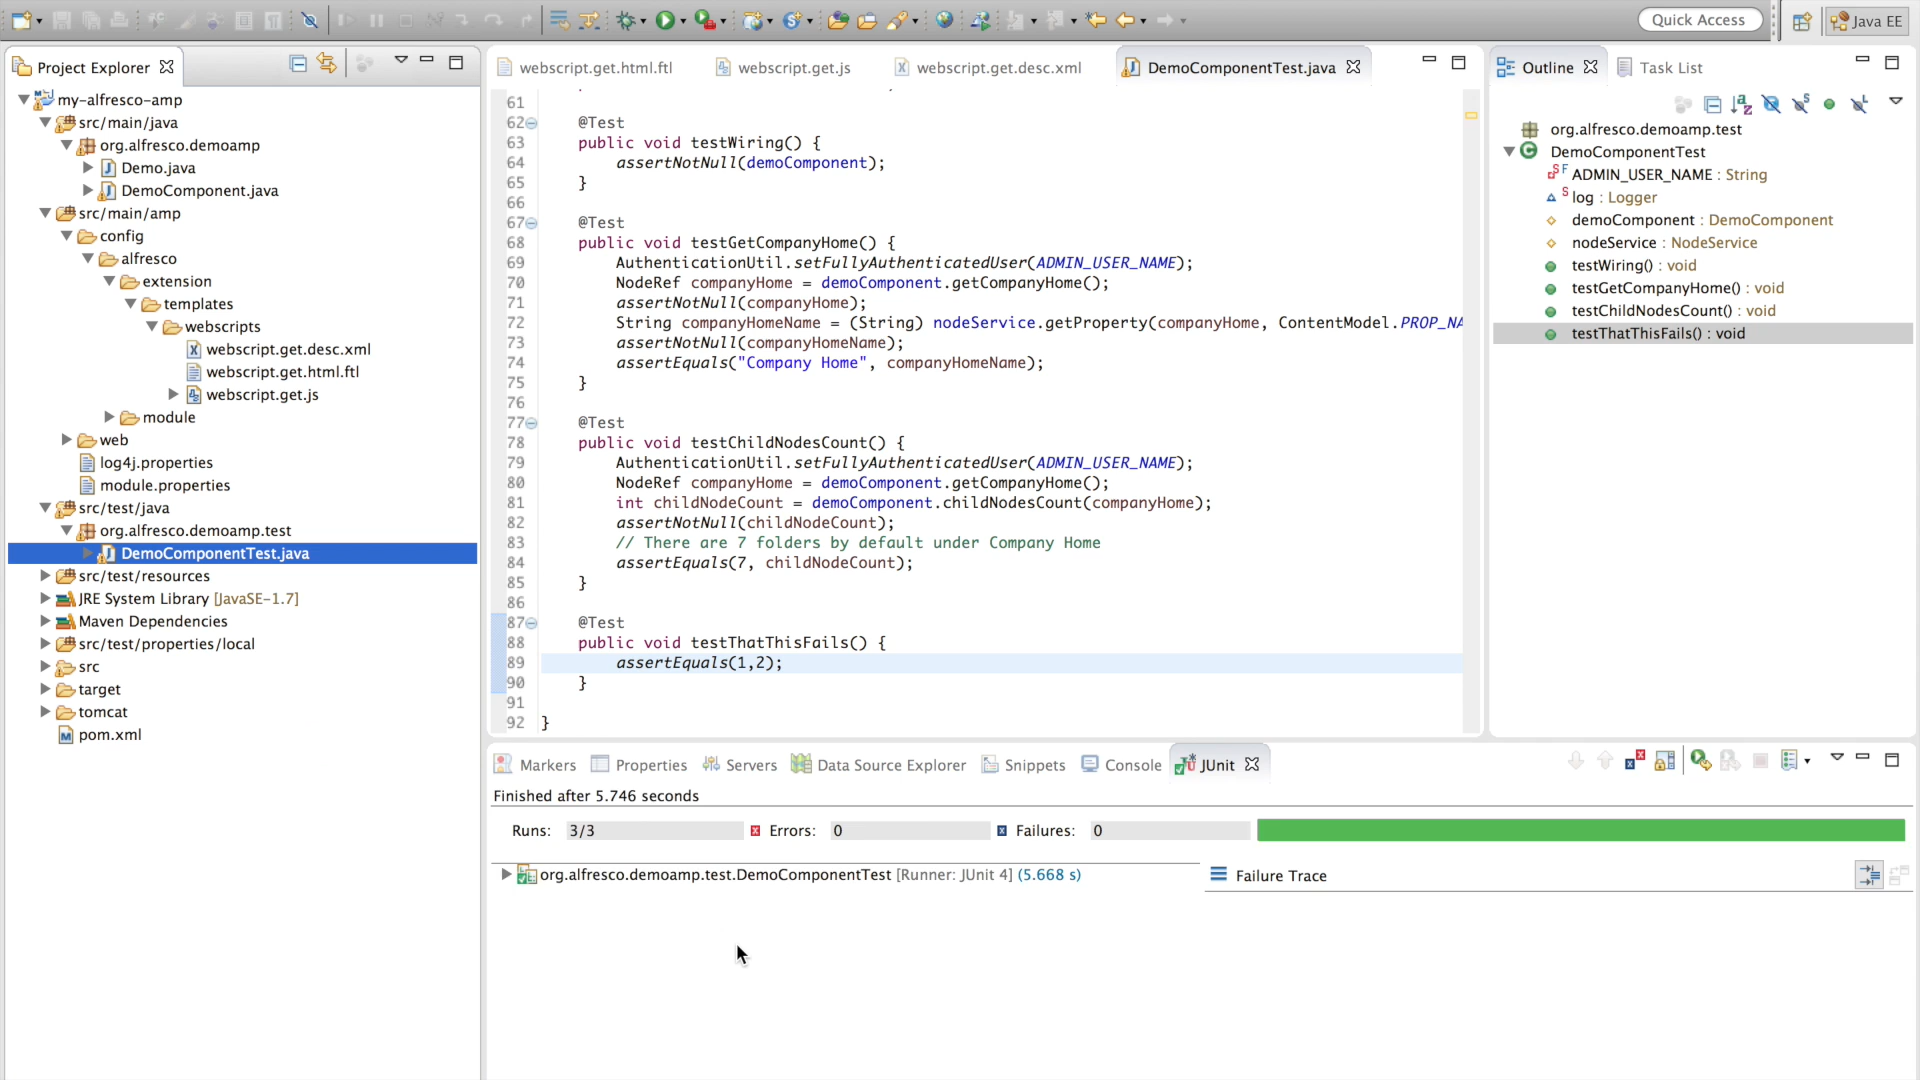 Quick Access
Java EE
Project Explorer
my-alfresco-amp
src/main/java
org.alfresco.demoamp
Demo.java
DemoComponent.java
src/main/amp
config
alfresco
extension
templates
webscripts
webscript.get.desc.xml
webscript.get.html.ftl
webscript.get.js
module
web
log4j.properties
module.properties
src/test/java
org.alfresco.demoamp.test
DemoComponentTest.java
src/test/resources
JRE System Library [JavaSE-1.7]
Maven Dependencies
src/test/properties/local
src
target
tomcat
pom.xml
webscript.get.html.ftl
webscript.get.js
webscript.get.desc.xml
DemoComponentTest.java
61
62 @Test
63 public void testWiring() {
64 assertNotNull(demoComponent);
65 }
66
67 @Test
68 public void testGetCompanyHome() {
69 AuthenticationUtil.setFullyAuthenticatedUser(ADMIN_USER_NAME);
70 NodeRef companyHome = demoComponent.getCompanyHome();
71 assertNotNull(companyHome);
72 String companyHomeName = (String) nodeService.getProperty(companyHome, ContentModel.PROP_NA
73 assertNotNull(companyHomeName);
74 assertEquals("Company Home", companyHomeName);
75 }
76
77 @Test
78 public void testChildNodesCount() {
79 AuthenticationUtil.setFullyAuthenticatedUser(ADMIN_USER_NAME);
80 NodeRef companyHome = demoComponent.getCompanyHome();
81 int childNodeCount = demoComponent.childNodesCount(companyHome);
82 assertNotNull(childNodeCount);
83 // There are 7 folders by default under Company Home
84 assertEquals(7, childNodeCount);
85 }
86
87 @Test
88 public void testThatThisFails() {
89 assertEquals(1,2);
90 }
91
92 }
Outline
Task List
org.alfresco.demoamp.test
DemoComponentTest
ADMIN_USER_NAME : String
log : Logger
demoComponent : DemoComponent
nodeService : NodeService
testWiring() : void
testGetCompanyHome() : void
testChildNodesCount() : void
testThatThisFails() : void
Markers
Properties
Servers
Data Source Explorer
Snippets
Console
JUnit
Finished after 5.746 seconds
Runs: 3/3
Errors: 0
Failures: 0
org.alfresco.demoamp.test.DemoComponentTest [Runner: JUnit 4] (5.668 s)
Failure Trace